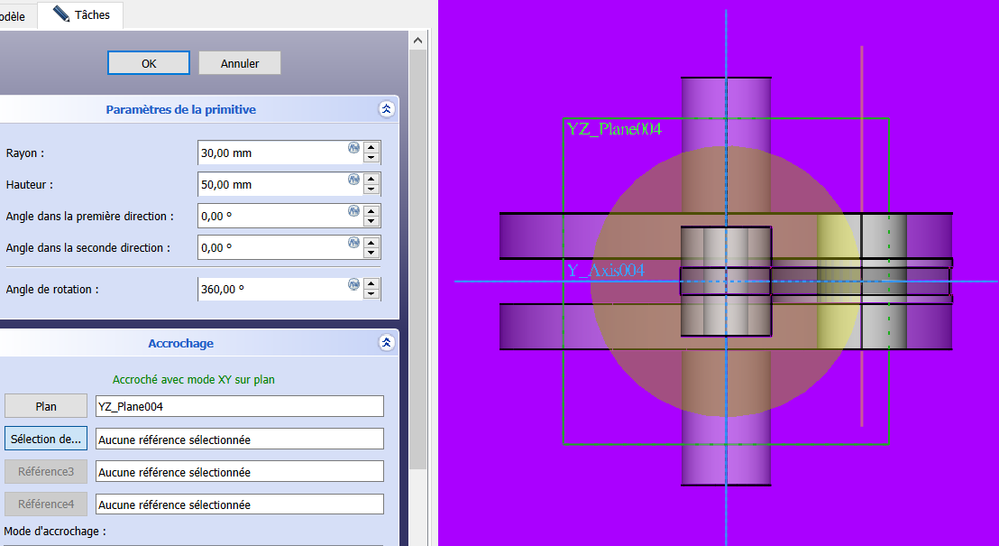 odèle
Tâches
OK
Annuler
Paramètres de la primitive
Rayon :
30,00 mm
Hauteur :
50,00 mm
Angle dans la première direction :
0,00 °
Angle dans la seconde direction :
0,00 °
Angle de rotation :
360,00 °
Accrochage
Accroché avec mode XY sur plan
Plan
YZ_Plane004
Sélection de...
Aucune référence sélectionnée
Référence3
Aucune référence sélectionnée
Référence4
Aucune référence sélectionnée
Mode d'accrochage :
YZ_Plane004
Y_Axis004